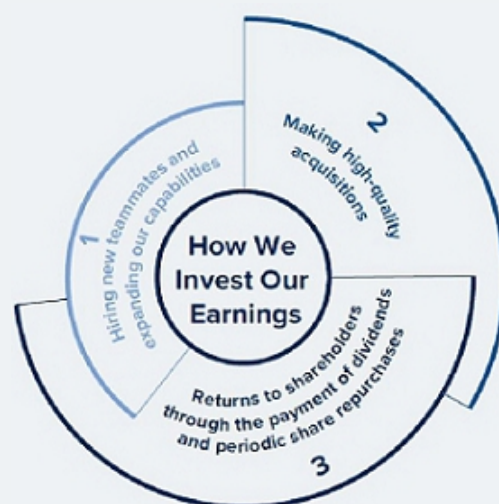 How We
Invest Our
Earnings
1
Hiring new teammates and
expanding our capabilities
2
Making high-quality
acquisitions
Returns to shareholders
through the payment of dividends
and periodic share repurchases
3